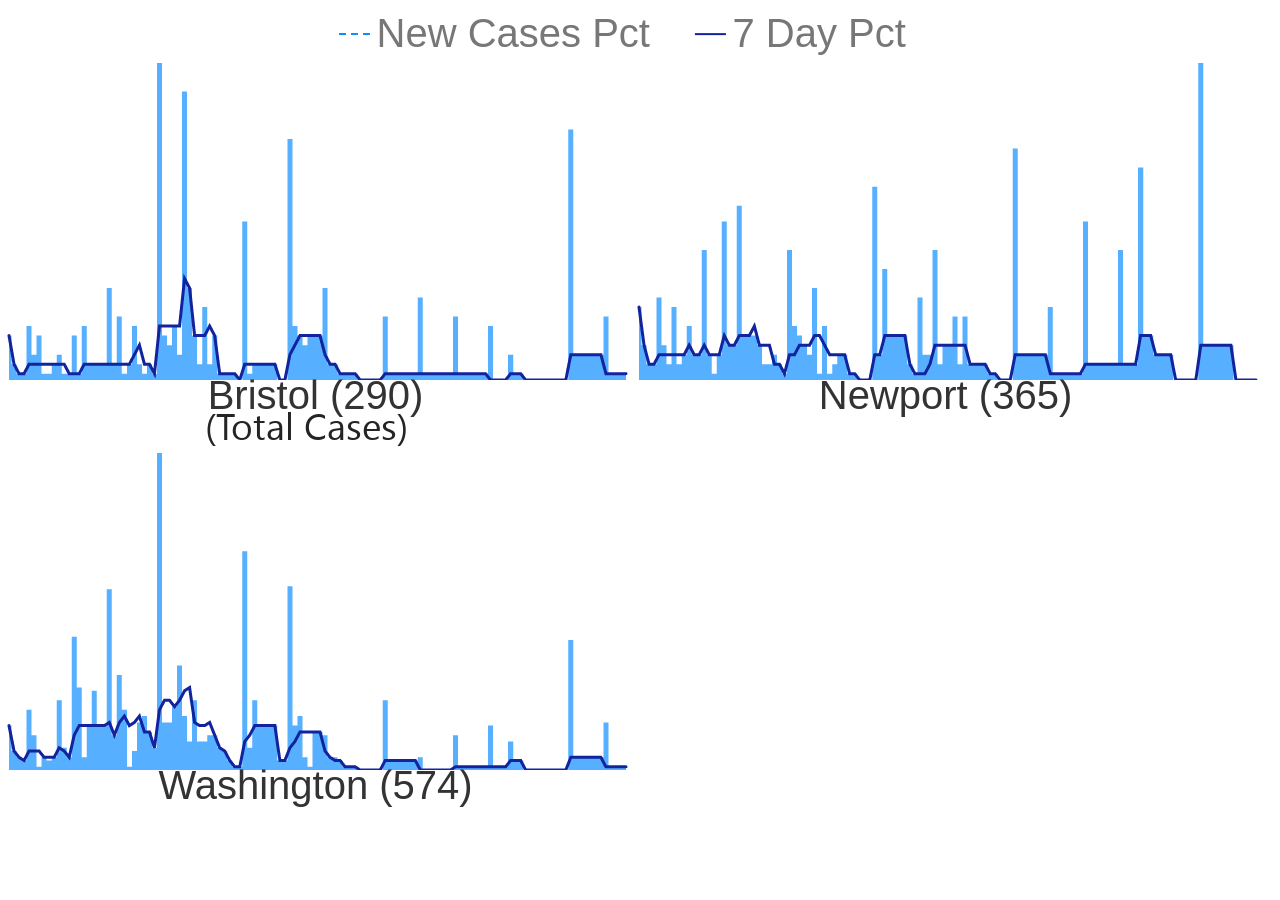 New Cases Pct 7 Day Pct
Bristol (290)
(Total Cases)
Newport (365)
Washington (574)